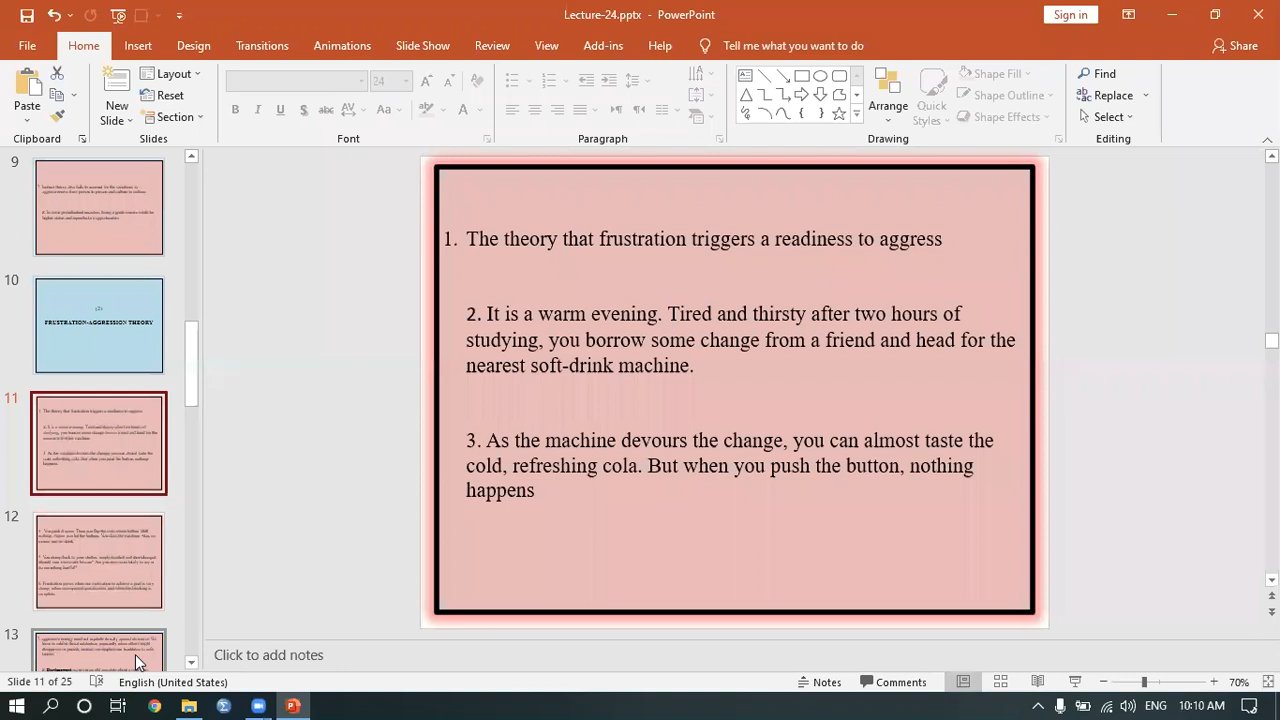 Lecture-24.pptx - PowerPoint
Sign in
File Home Insert Design Transitions Animations Slide Show Review View Add-ins Help Tell me what you want to do Share
Paste
Clipboard
New Slide
Layout
Reset
Section
Slides
24
Font
Paragraph
Arrange
Quick Styles
Shape Fill
Shape Outline
Shape Effects
Drawing
Find
Replace
Select
Editing
9
10
(2)
FRUSTRATION-AGGRESSION THEORY
11
12
13
1. The theory that frustration triggers a readiness to aggress
2. It is a warm evening. Tired and thirsty after two hours of
studying, you borrow some change from a friend and head for the
nearest soft-drink machine.
3. As the machine devours the change, you can almost taste the
cold, refreshing cola. But when you push the button, nothing
happens
Click to add notes
Slide 11 of 25 English (United States) Notes Comments 70%
ENG 10:10 AM